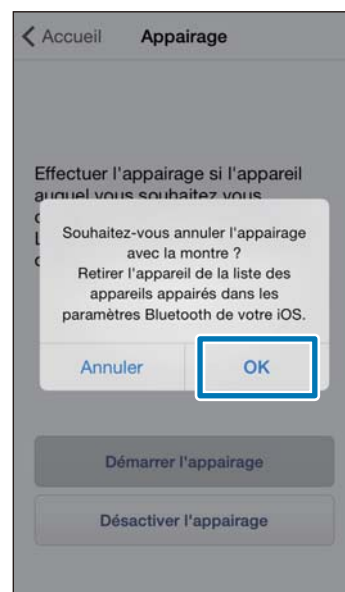 Accueil Appairage
Effectuer l'appairage si l'appareil
auquel vous souhaitez vous
Souhaitez-vous annuler l'appairage
avec la montre ?
Retirer l'appareil de la liste des
appareils appairés dans les
paramètres Bluetooth de votre iOS.
Annuler OK
Démarrer l'appairage
Désactiver l'appairage